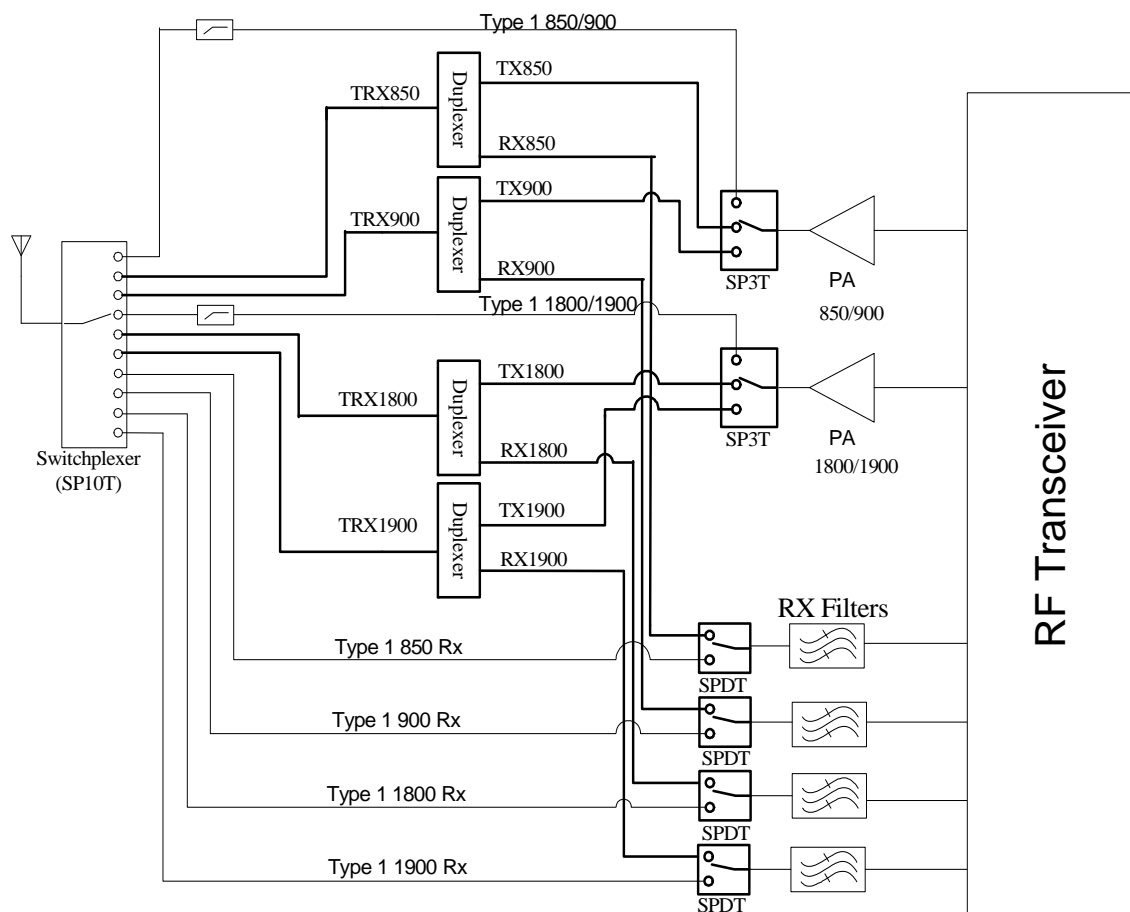 Type 1 850/900
TX850
TRX850
Duplexer
RX850
TX900
TRX900
Duplexer
RX900
SP3T
PA
850/900
Type 1 1800/1900
TX1800
TRX1800
Duplexer
RX1800
SP3T
PA
1800/1900
Switchplexer
(SP10T)
TX1900
TRX1900
Duplexer
RX1900
RF Transceiver
RX Filters
Type 1 850 Rx
SPDT
Type 1 900 Rx
SPDT
Type 1 1800 Rx
SPDT
Type 1 1900 Rx
SPDT